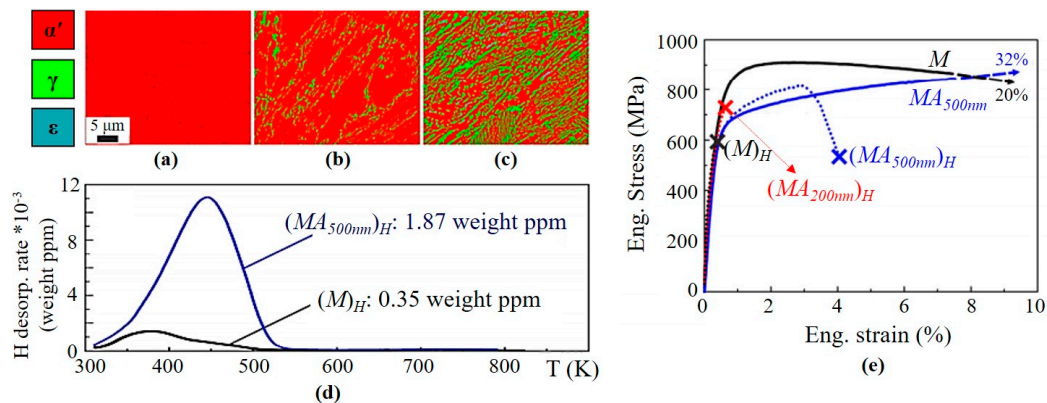 α′
γ
ε
5 μm
(a)
(b)
(c)
H desorp. rate *10⁻³
(weight ppm)
12
8
4
0
(MA500nm)H: 1.87 weight ppm
(M)H: 0.35 weight ppm
300
400
500
600
700
800
T (K)
(d)
Eng. Stress (MPa)
1000
800
600
400
200
0
M
32%
20%
MA500nm
(M)H
(MA500nm)H
(MA200nm)H
0
2
4
6
8
10
Eng. strain (%)
(e)